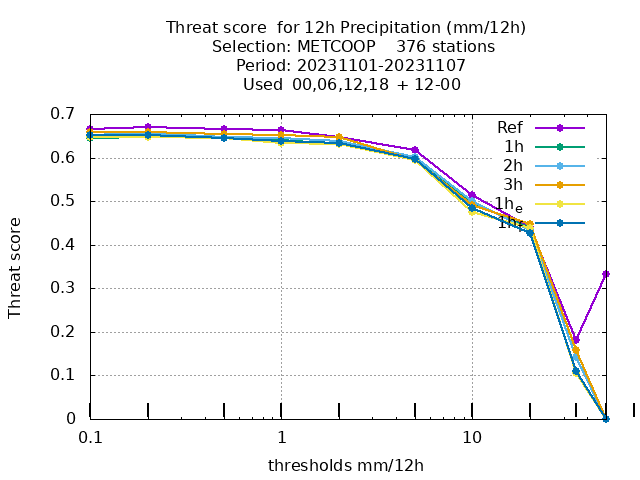 Threat score  for 12h Precipitation (mm/12h)
Selection: METCOOP    376 stations
Period: 20231101-20231107
Used  00,06,12,18 + 12-00
Threat score
0.7
0.6
0.5
0.4
0.3
0.2
0.1
0
0.1 1 10
thresholds mm/12h
Ref
1h
2h
3h
1he
1hf